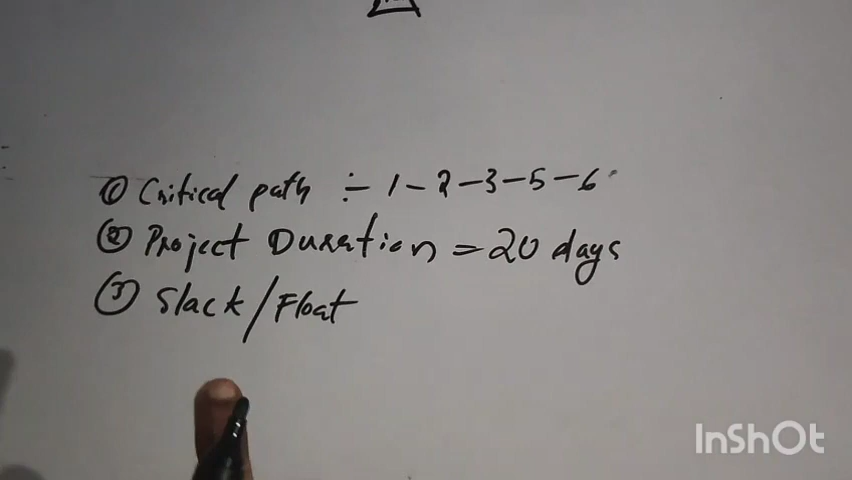 ① Critical path :- 1-2-3-5-6
② Project Duration = 20 days
③ Slack/Float
InShOt